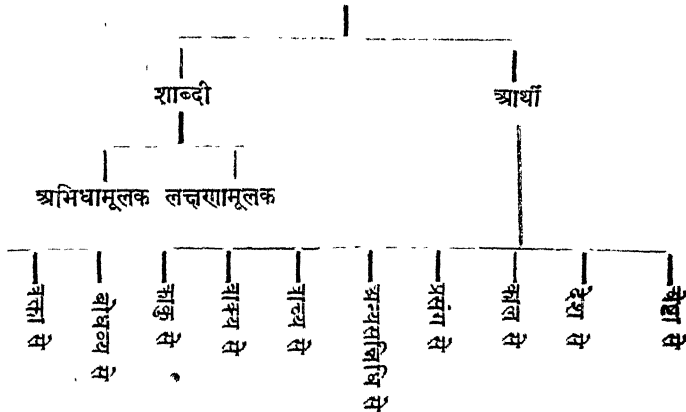 शाब्दी
आर्थी
अभिधामूलक लक्षणामूलक
वक्ता से
बोधव्य से
काकु से
वाक्य से
वाच्य से
अन्यसन्निधि से
प्रसंग से
काल से
देश से
चेष्टा से